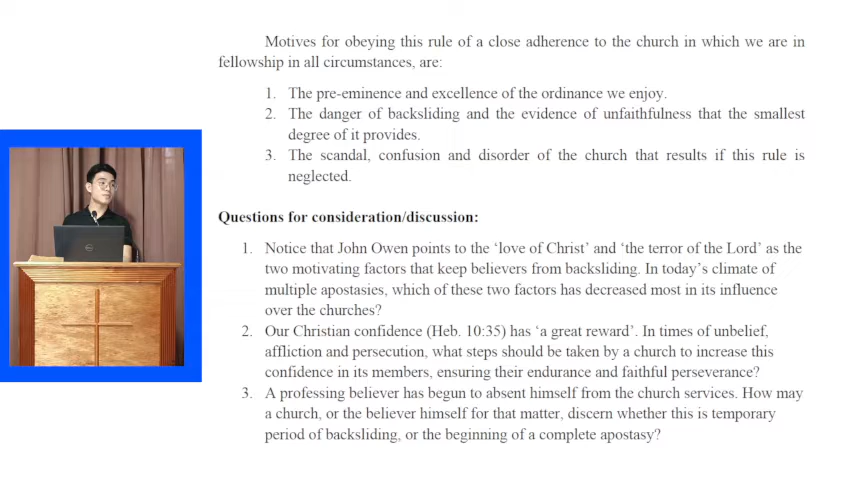 Motives for obeying this rule of a close adherence to the church in which we are in
fellowship in all circumstances, are:
1. The pre-eminence and excellence of the ordinance we enjoy.
2. The danger of backsliding and the evidence of unfaithfulness that the smallest
degree of it provides.
3. The scandal, confusion and disorder of the church that results if this rule is
neglected.
Questions for consideration/discussion:
1. Notice that John Owen points to the ‘love of Christ’ and ‘the terror of the Lord’ as the
two motivating factors that keep believers from backsliding. In today’s climate of
multiple apostasies, which of these two factors has decreased most in its influence
over the churches?
2. Our Christian confidence (Heb. 10:35) has ‘a great reward’. In times of unbelief,
affliction and persecution, what steps should be taken by a church to increase this
confidence in its members, ensuring their endurance and faithful perseverance?
3. A professing believer has begun to absent himself from the church services. How may
a church, or the believer himself for that matter, discern whether this is temporary
period of backsliding, or the beginning of a complete apostasy?